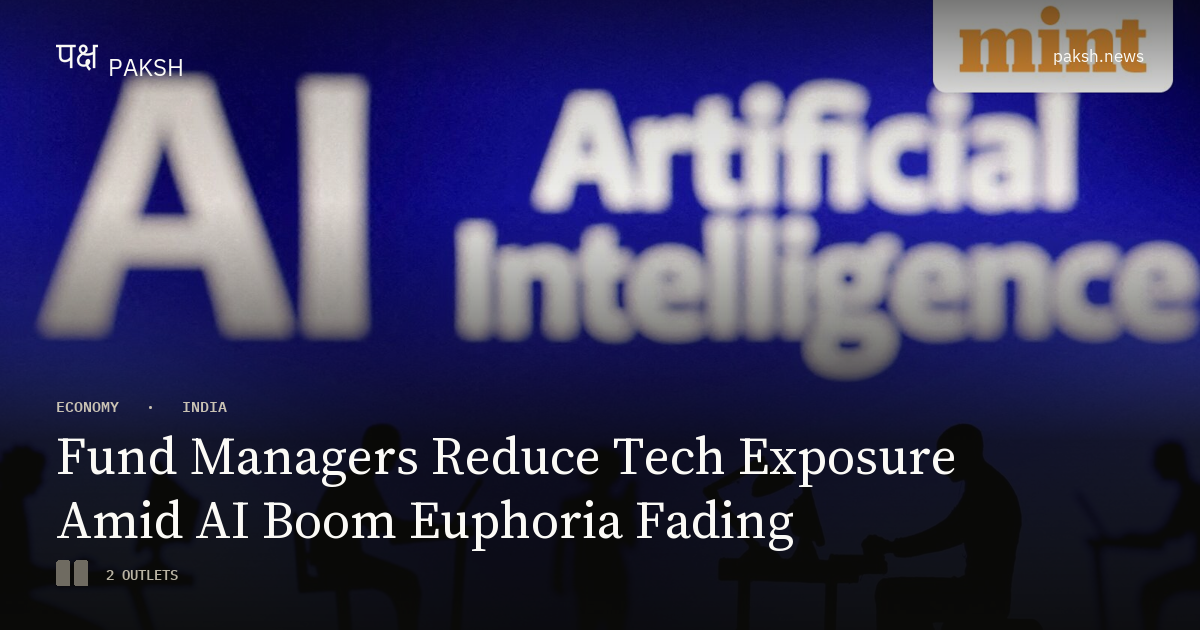 पक्ष PAKSH
mint
paksh.news
AI
Artificial
Intelligence
ECONOMY · INDIA
Fund Managers Reduce Tech Exposure
Amid AI Boom Euphoria Fading
2 OUTLETS